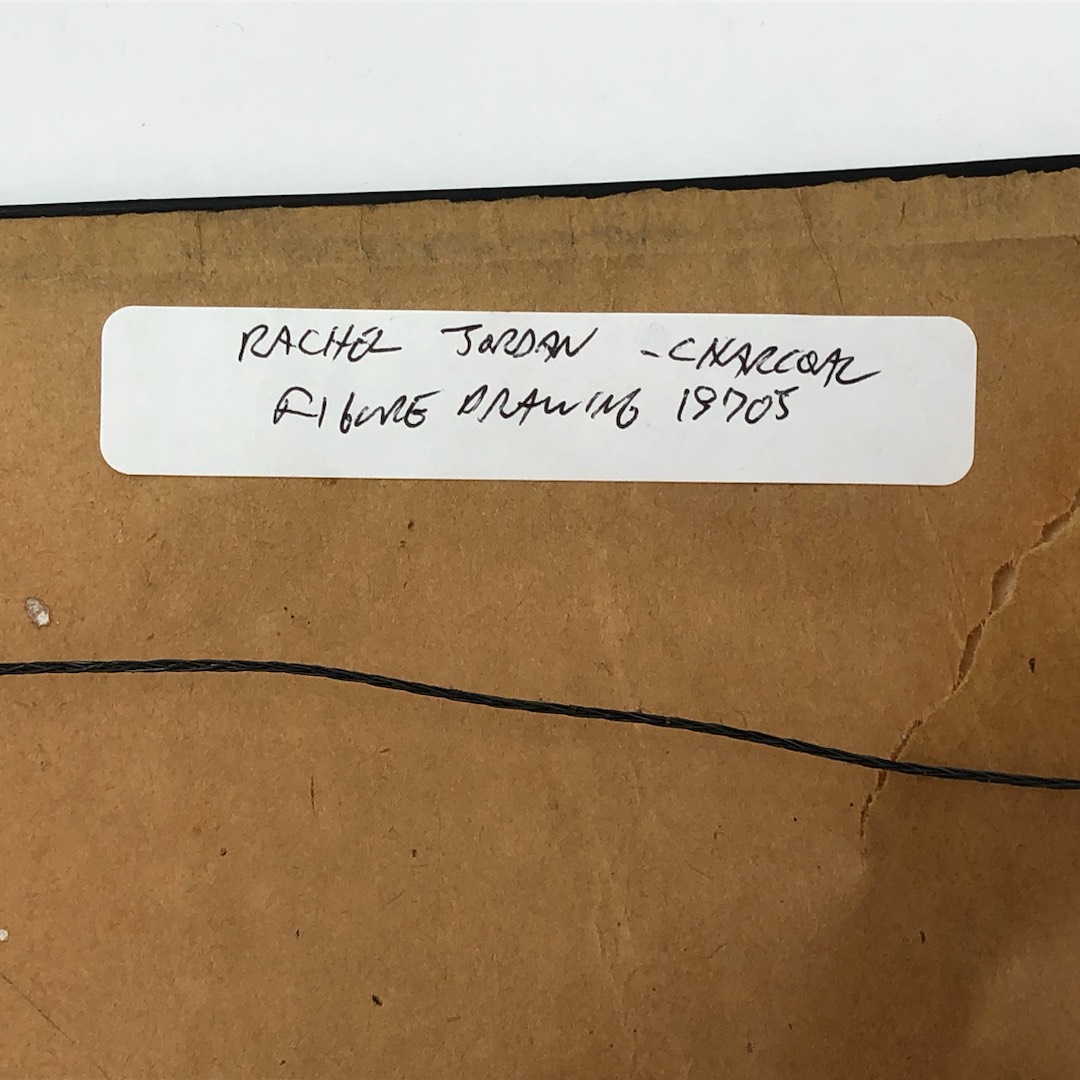 RACHEL JORDAN - CHARCOAL
FIGURE DRAWING 1970S